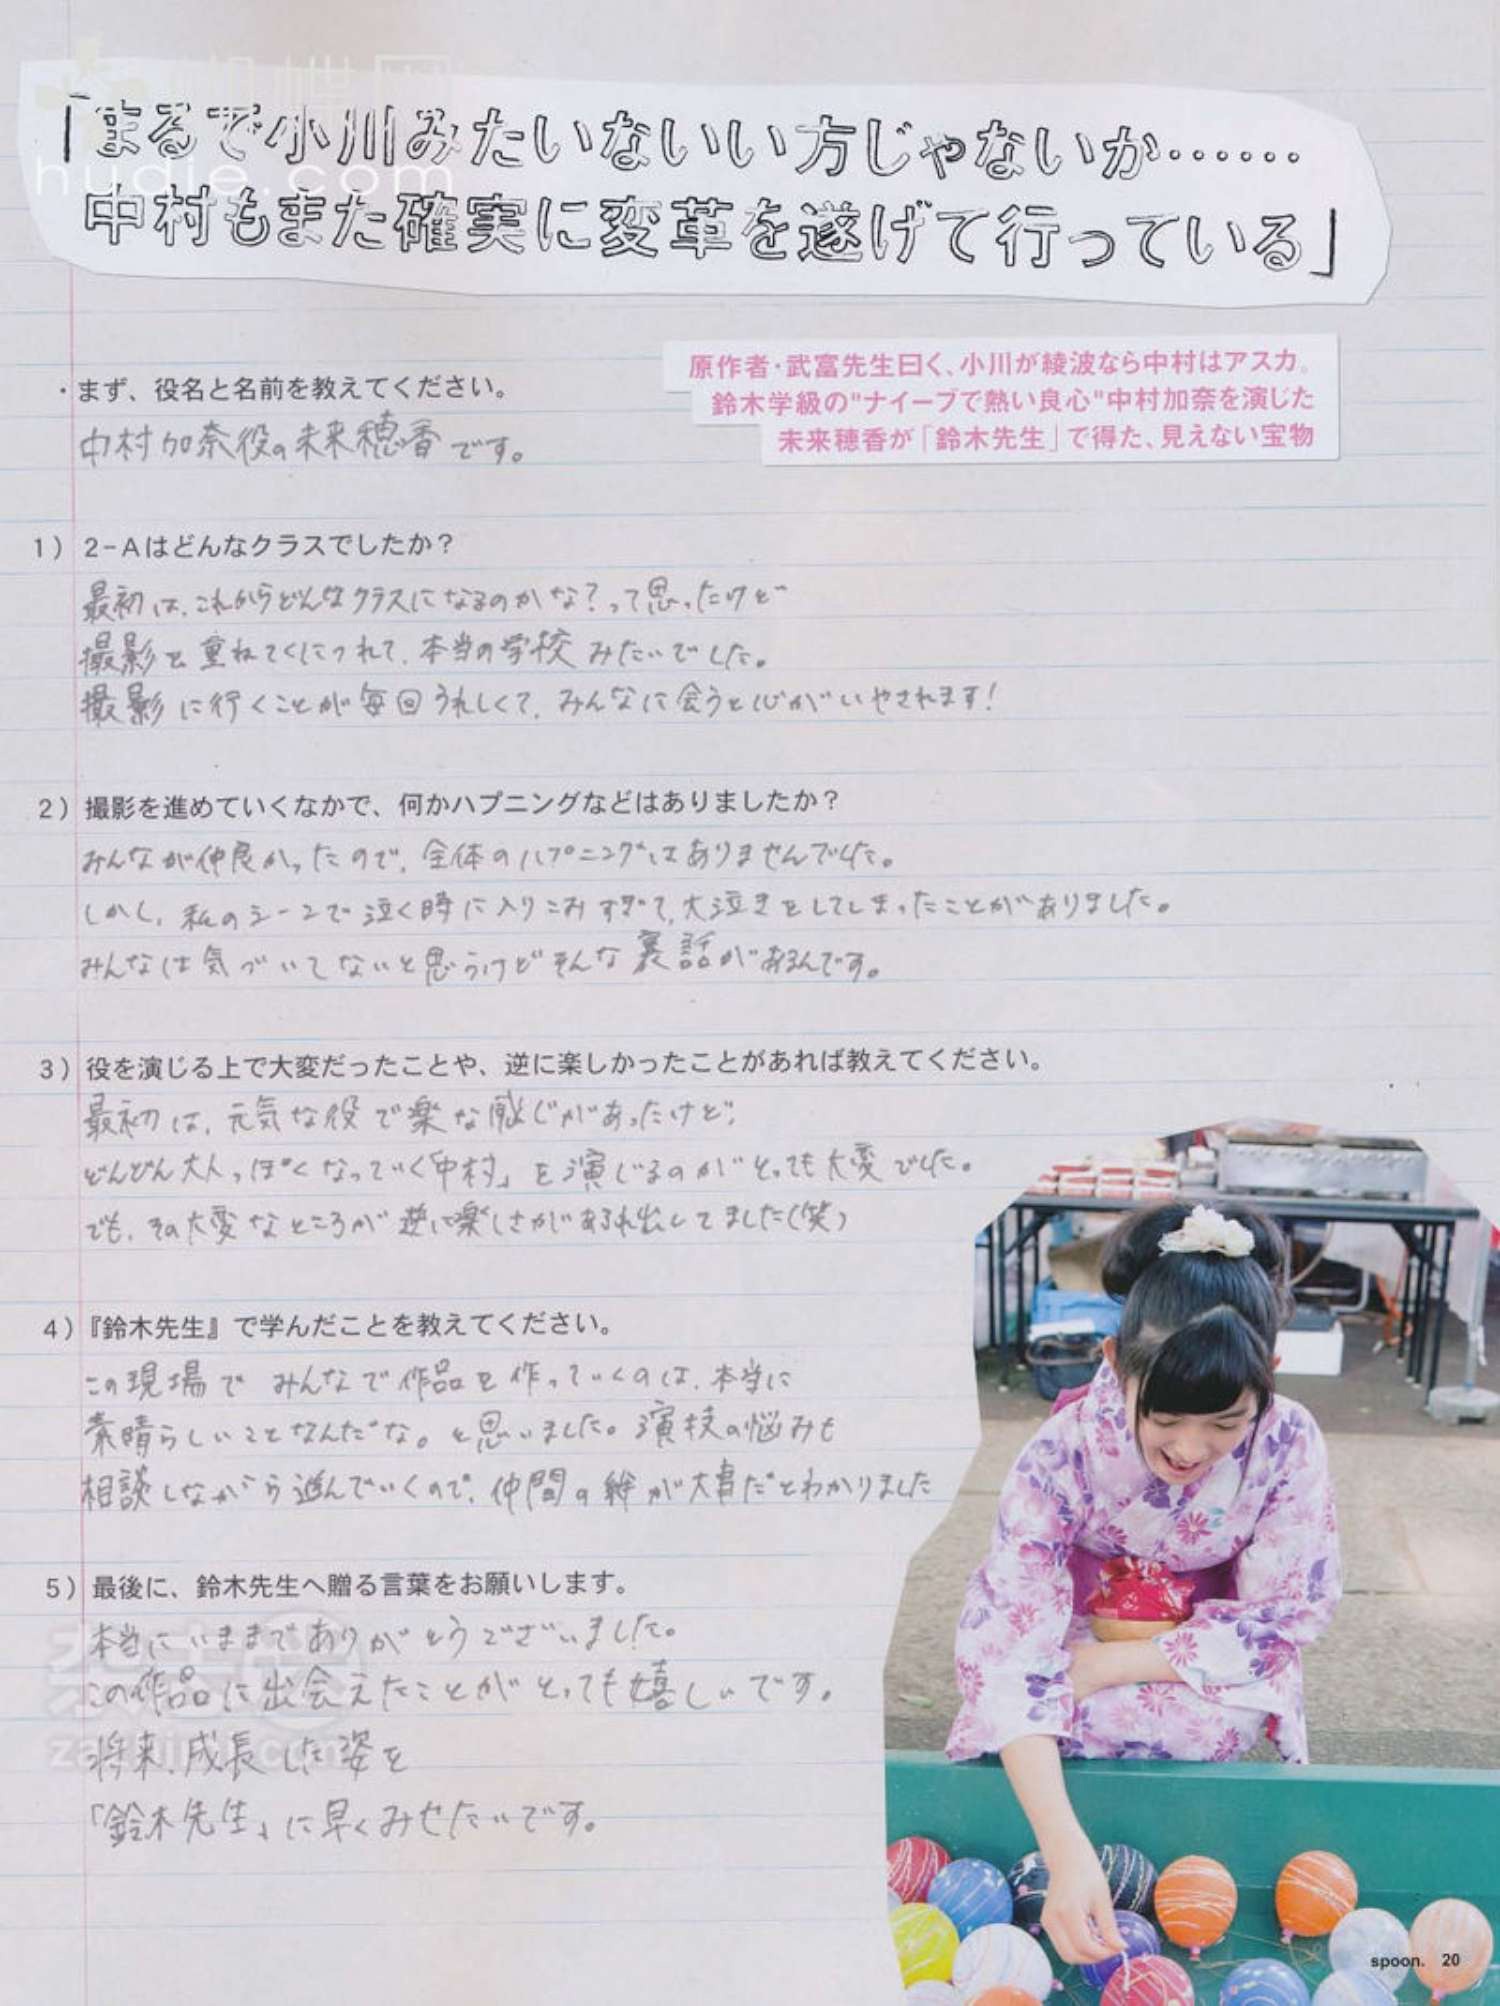 「まるで小川みたいないい方じゃないか……
中村もまた確実に変革を遂げて行っている」
hudie.com
原作者・武富先生曰く、小川が綾波なら中村はアスカ。
鈴木学級の"ナイーブで熱い良心"中村加奈を演じた
未来穂香が「鈴木先生」で得た、見えない宝物
・まず、役名と名前を教えてください。
中村加奈役の未来穂香です。
1）2-Aはどんなクラスでしたか？
最初は、これからどんなクラスになるのかな？って思ったけど
撮影を重ねてくにつれて、本当の学校みたいでした。
撮影に行くことが毎回うれしくて、みんなに会うと心がいやされます！
2）撮影を進めていくなかで、何かハプニングなどはありましたか？
みんなが仲良かったので、全体のハプニングはありませんでした。
しかし、私のシーンで泣く時に入りこみすぎて、大泣きをしてしまったことがありました。
みんなは気づいてないと思うけどそんな裏話があるんです。
3）役を演じる上で大変だったことや、逆に楽しかったことがあれば教えてください。
最初は、元気な役で楽な感じがあったけど、
どんどん大人っぽくなっていく「中村」を演じるのがとっても大変でした。
でも、その大変なところが逆に楽しさがあふれ出してました（笑）
4）『鈴木先生』で学んだことを教えてください。
この現場でみんなで作品を作っていくのは、本当に
素晴らしいことなんだな。と思いました。演技の悩みも
相談しながら進んでいくので、仲間の絆が大事だとわかりました
5）最後に、鈴木先生へ贈る言葉をお願いします。
本当にいままでありがとうございました。
この作品に出会えたことがとっても嬉しいです。
将来、成長した姿を
「鈴木先生」に早くみせたいです。
spoon. 20